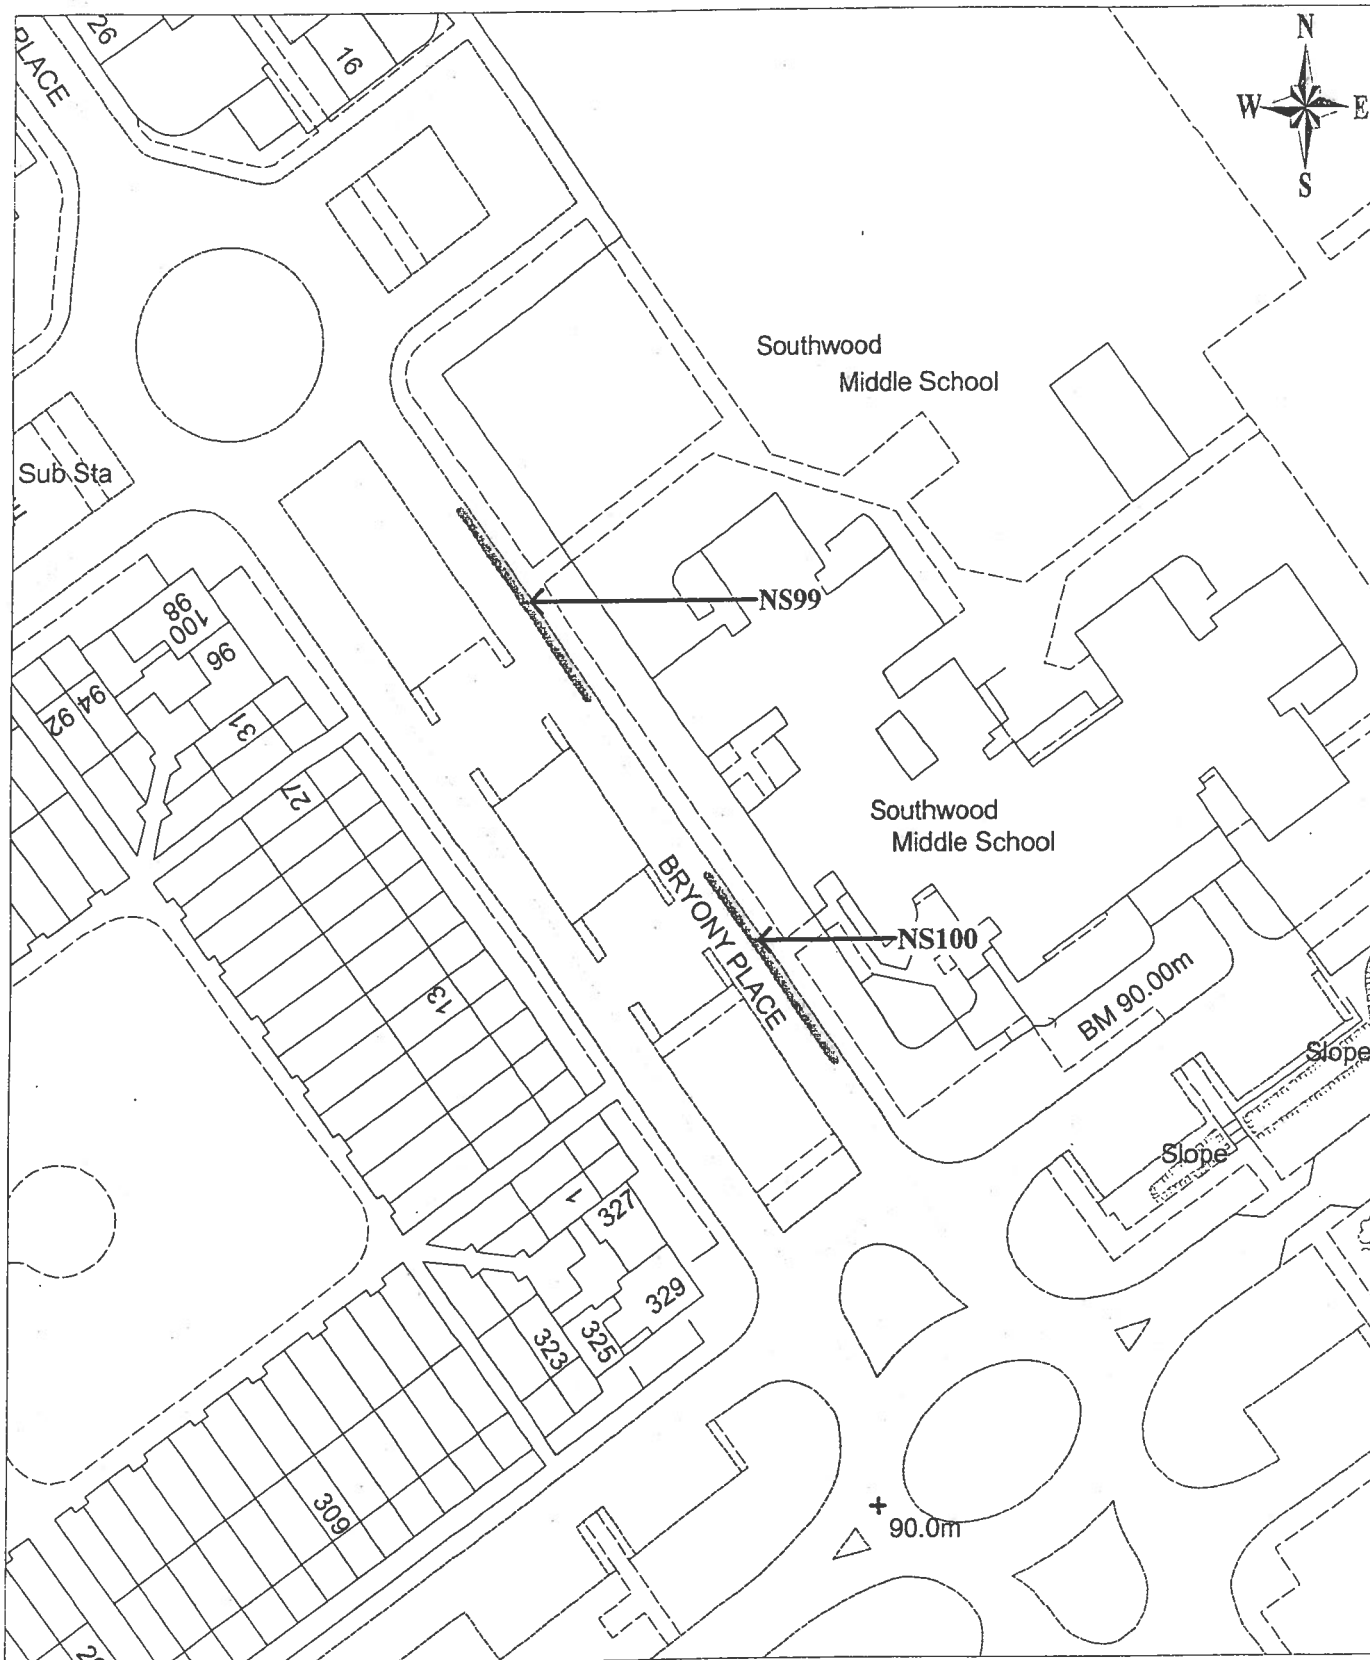 26
16
PLACE
N
W
E
S
Southwood
Middle School
Sub Sta
NS99
98
100
96
94
92
31
27
Southwood
Middle School
BRYONY PLACE
NS100
13
BM 90.00m
Slope
Slope
1
327
329
325
323
309
90.0m